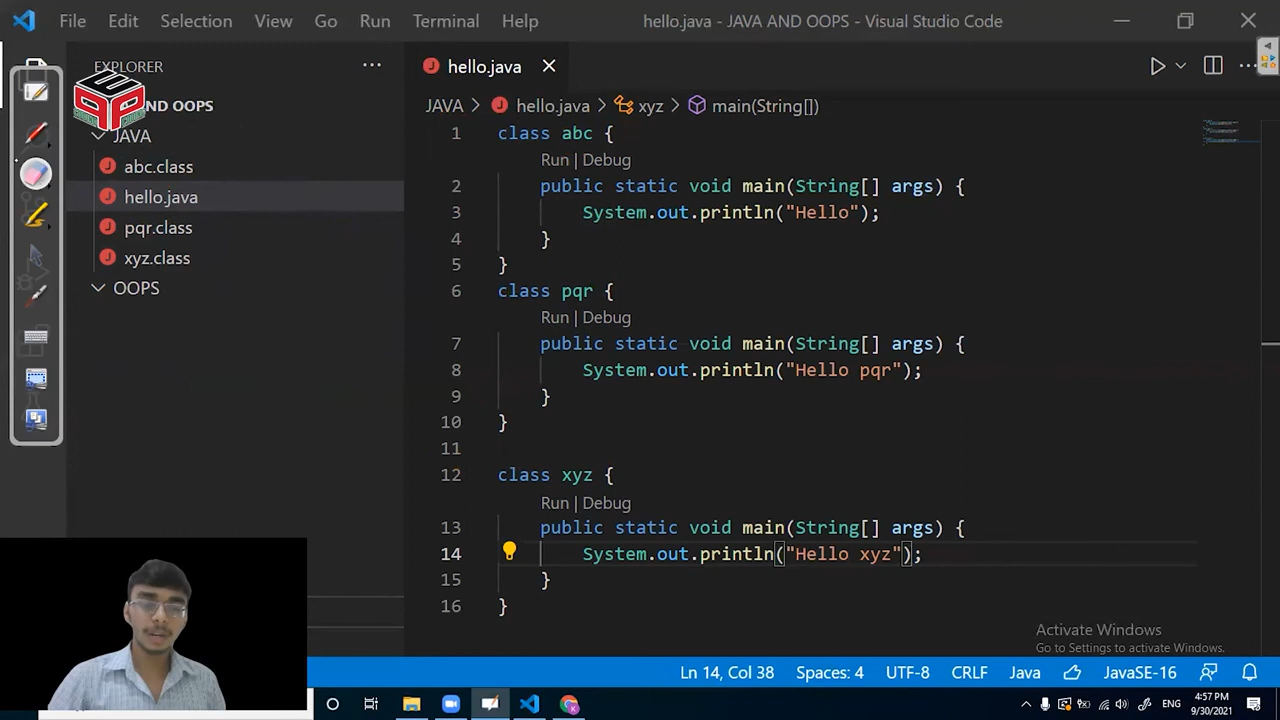 File Edit Selection View Go Run Terminal Help hello.java - JAVA AND OOPS - Visual Studio Code
EXPLORER
hello.java
AND OOPS
JAVA > hello.java > xyz > main(String[])
JAVA
abc.class
hello.java
pqr.class
xyz.class
OOPS
1 class abc {
Run | Debug
2 public static void main(String[] args) {
3 System.out.println("Hello");
4 }
5 }
6 class pqr {
Run | Debug
7 public static void main(String[] args) {
8 System.out.println("Hello pqr");
9 }
10 }
11
12 class xyz {
Run | Debug
13 public static void main(String[] args) {
14 System.out.println("Hello xyz");
15 }
16 }
Activate Windows
Go to Settings to activate Windows.
Ln 14, Col 38 Spaces: 4 UTF-8 CRLF Java JavaSE-16
ENG 4:57 PM
9/30/2021